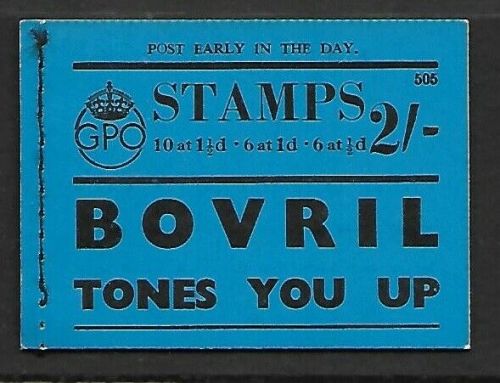 POST EARLY IN THE DAY.
505
GPO
STAMPS 2/-
10 at 1½d · 6 at 1d · 6 at ½d
BOVRIL
TONES YOU UP